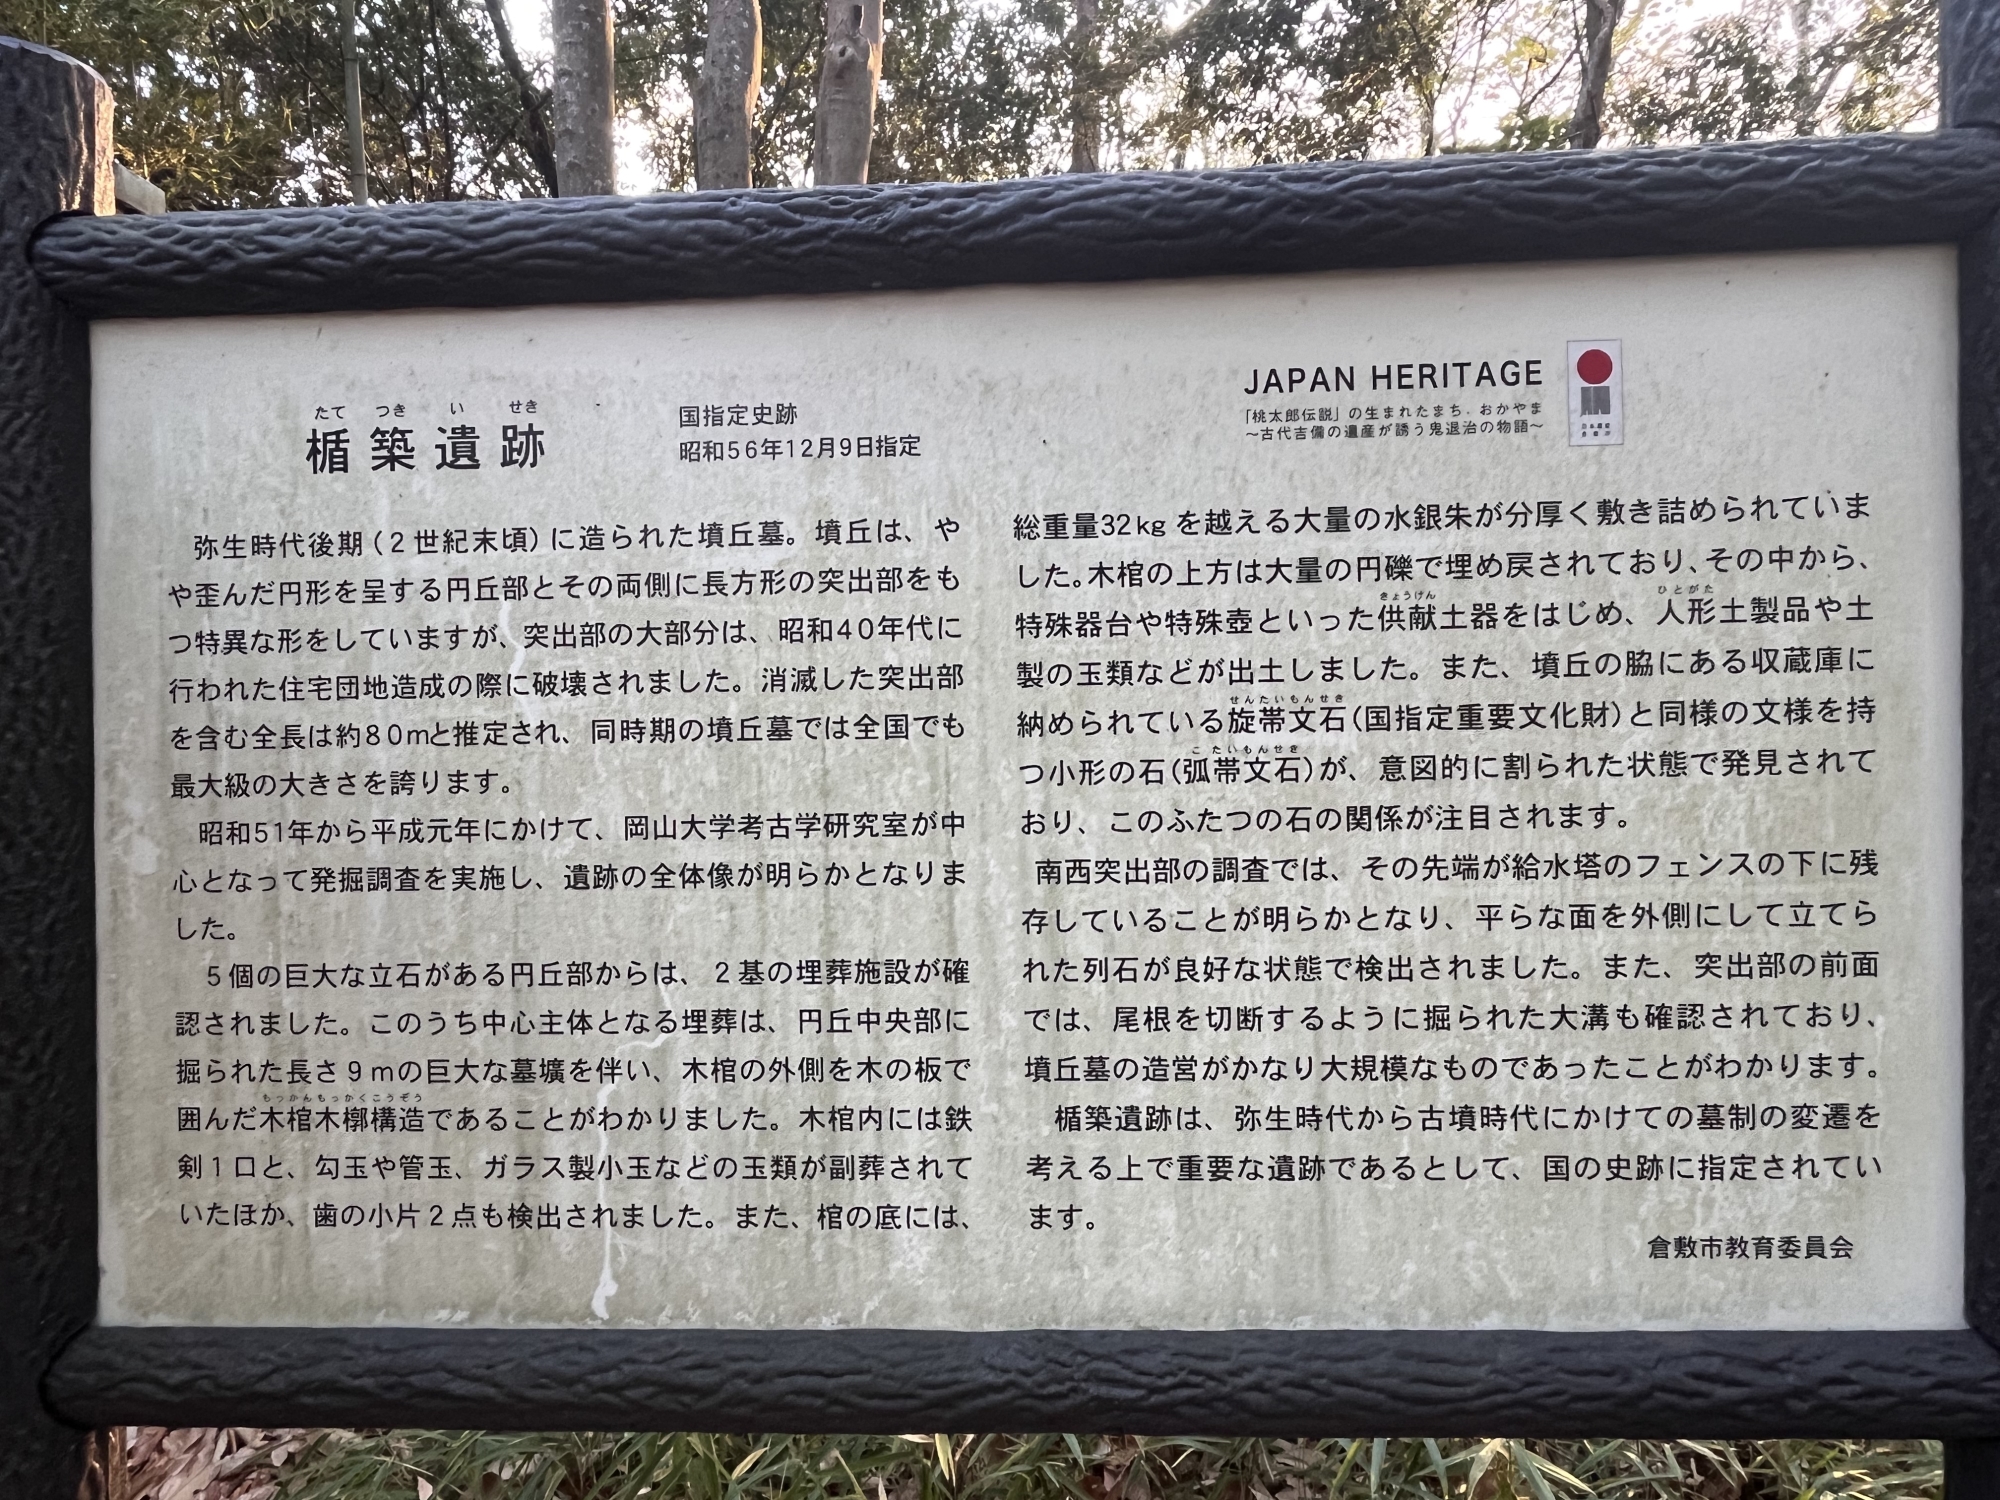 たて つき い せき
楯築遺跡
国指定史跡
昭和56年12月9日指定
JAPAN HERITAGE
「桃太郎伝説」の生まれたまち おかやま
～古代吉備の遺産が誘う鬼退治の物語～
弥生時代後期(2世紀末頃)に造られた墳丘墓。墳丘は、や
や歪んだ円形を呈する円丘部とその両側に長方形の突出部をも
つ特異な形をしていますが、突出部の大部分は、昭和40年代に
行われた住宅団地造成の際に破壊されました。消滅した突出部
を含む全長は約80mと推定され、同時期の墳丘墓では全国でも
最大級の大きさを誇ります。
昭和51年から平成元年にかけて、岡山大学考古学研究室が中
心となって発掘調査を実施し、遺跡の全体像が明らかとなりま
した。
5個の巨大な立石がある円丘部からは、2基の埋葬施設が確
認されました。このうち中心主体となる埋葬は、円丘中央部に
掘られた長さ9mの巨大な墓壙を伴い、木棺の外側を木の板で
もっかんもっかくこうぞう
囲んだ木棺木槨構造であることがわかりました。木棺内には鉄
剣1口と、勾玉や管玉、ガラス製小玉などの玉類が副葬されて
いたほか、歯の小片2点も検出されました。また、棺の底には、
総重量32kgを越える大量の水銀朱が分厚く敷き詰められていま
した。木棺の上方は大量の円礫で埋め戻されており、その中から、
きょうけん ひとがた
特殊器台や特殊壺といった供献土器をはじめ、人形土製品や土
製の玉類などが出土しました。また、墳丘の脇にある収蔵庫に
せんたいもんせき
納められている旋帯文石(国指定重要文化財)と同様の文様を持
こたいもんせき
つ小形の石(弧帯文石)が、意図的に割られた状態で発見されて
おり、このふたつの石の関係が注目されます。
南西突出部の調査では、その先端が給水塔のフェンスの下に残
存していることが明らかとなり、平らな面を外側にして立てら
れた列石が良好な状態で検出されました。また、突出部の前面
では、尾根を切断するように掘られた大溝も確認されており、
墳丘墓の造営がかなり大規模なものであったことがわかります。
楯築遺跡は、弥生時代から古墳時代にかけての墓制の変遷を
考える上で重要な遺跡であるとして、国の史跡に指定されてい
ます。
倉敷市教育委員会